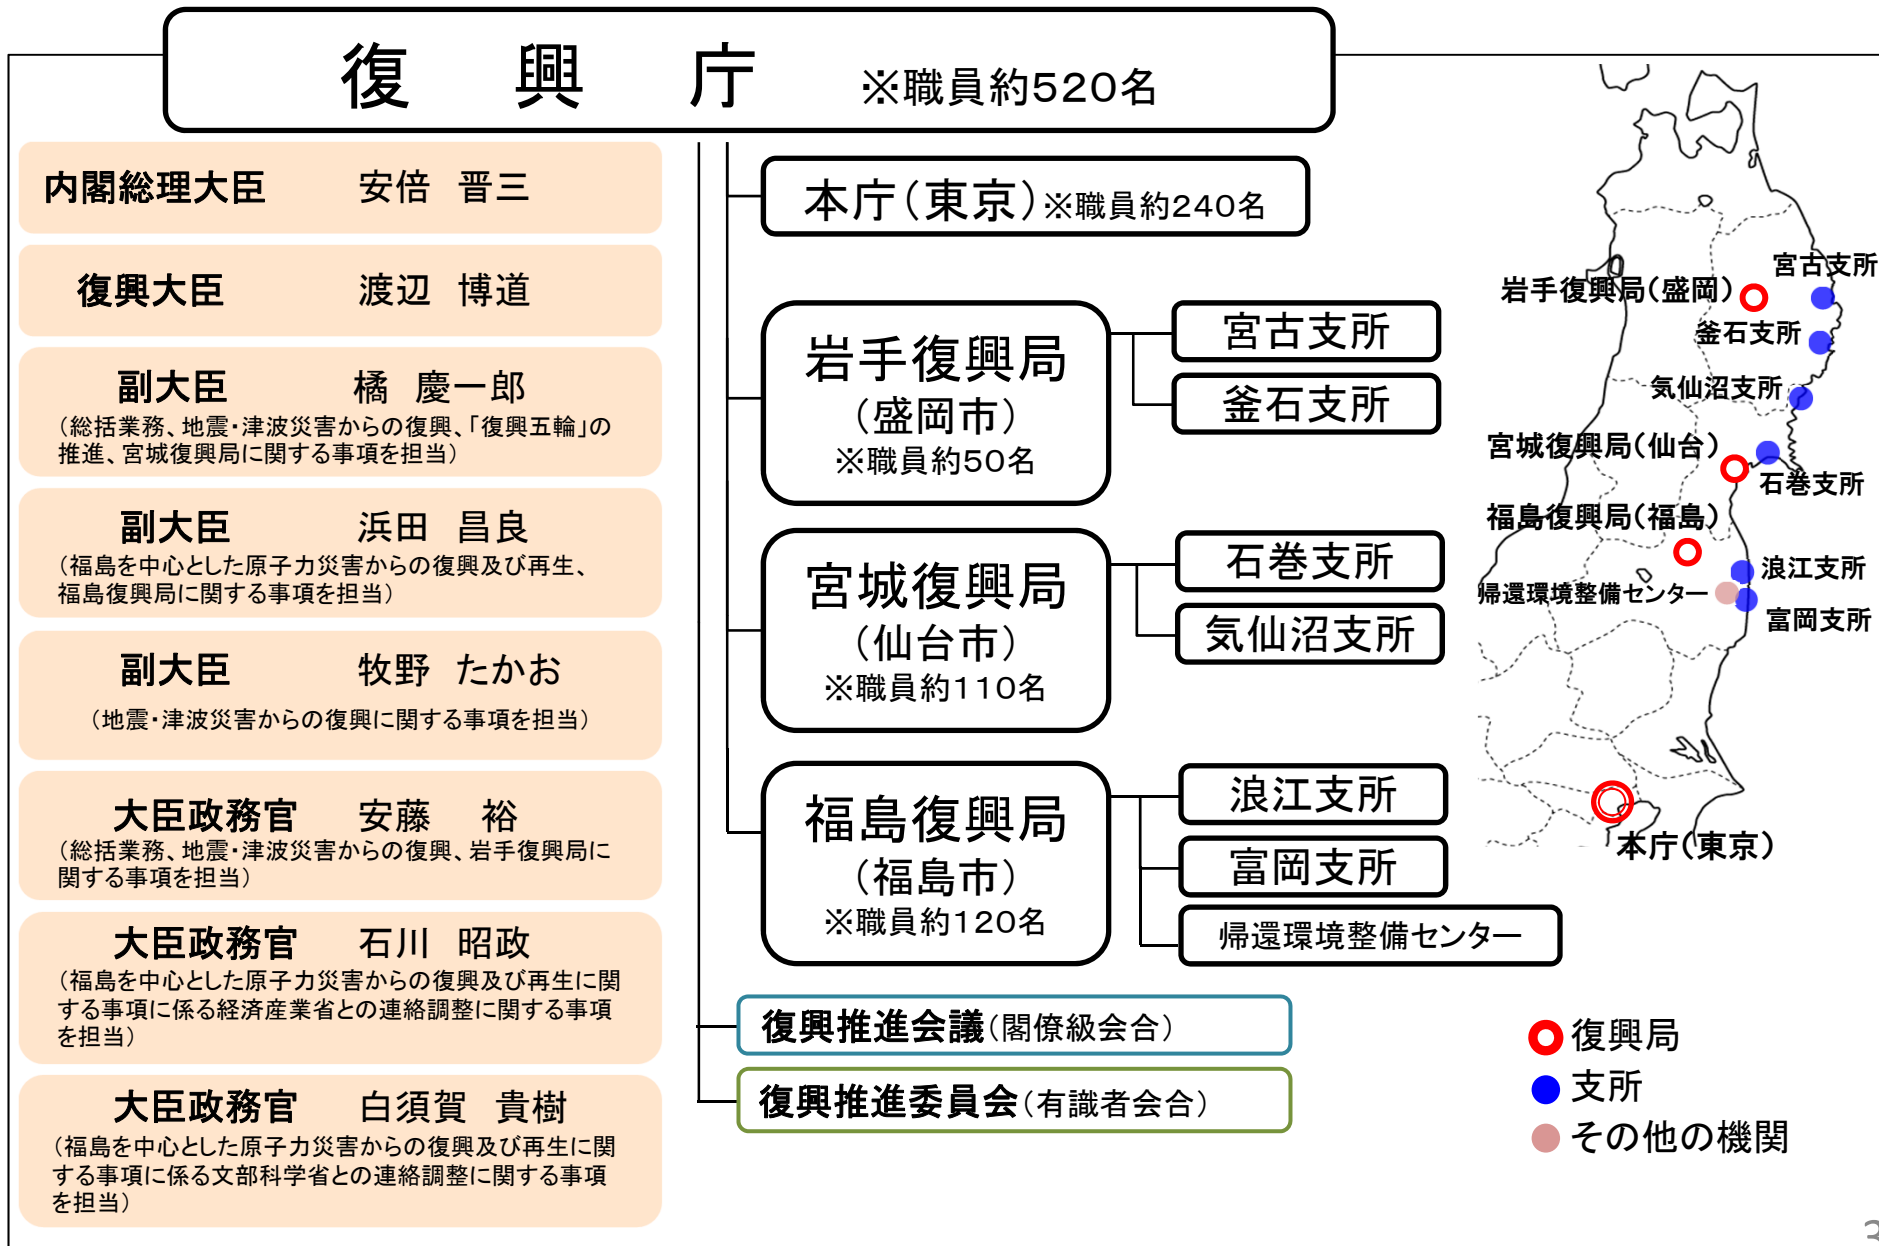 復 興 庁 ※職員約520名
内閣総理大臣 安倍 晋三
復興大臣 渡辺 博道
副大臣 橘 慶一郎
(総括業務、地震・津波災害からの復興、「復興五輪」の
推進、宮城復興局に関する事項を担当)
副大臣 浜田 昌良
(福島を中心とした原子力災害からの復興及び再生、
福島復興局に関する事項を担当)
副大臣 牧野 たかお
(地震・津波災害からの復興に関する事項を担当)
大臣政務官 安藤 裕
(総括業務、地震・津波災害からの復興、岩手復興局に
関する事項を担当)
大臣政務官 石川 昭政
(福島を中心とした原子力災害からの復興及び再生に関
する事項に係る経済産業省との連絡調整に関する事項
を担当)
大臣政務官 白須賀 貴樹
(福島を中心とした原子力災害からの復興及び再生に関
する事項に係る文部科学省との連絡調整に関する事項
を担当)
本庁(東京)※職員約240名
岩手復興局
(盛岡市)
※職員約50名
宮古支所
釜石支所
宮城復興局
(仙台市)
※職員約110名
石巻支所
気仙沼支所
福島復興局
(福島市)
※職員約120名
浪江支所
富岡支所
帰還環境整備センター
復興推進会議(閣僚級会合)
復興推進委員会(有識者会合)
宮古支所
岩手復興局(盛岡)
釜石支所
気仙沼支所
宮城復興局(仙台)
石巻支所
福島復興局(福島)
浪江支所
帰還環境整備センター
富岡支所
本庁(東京)
復興局
支所
その他の機関
3